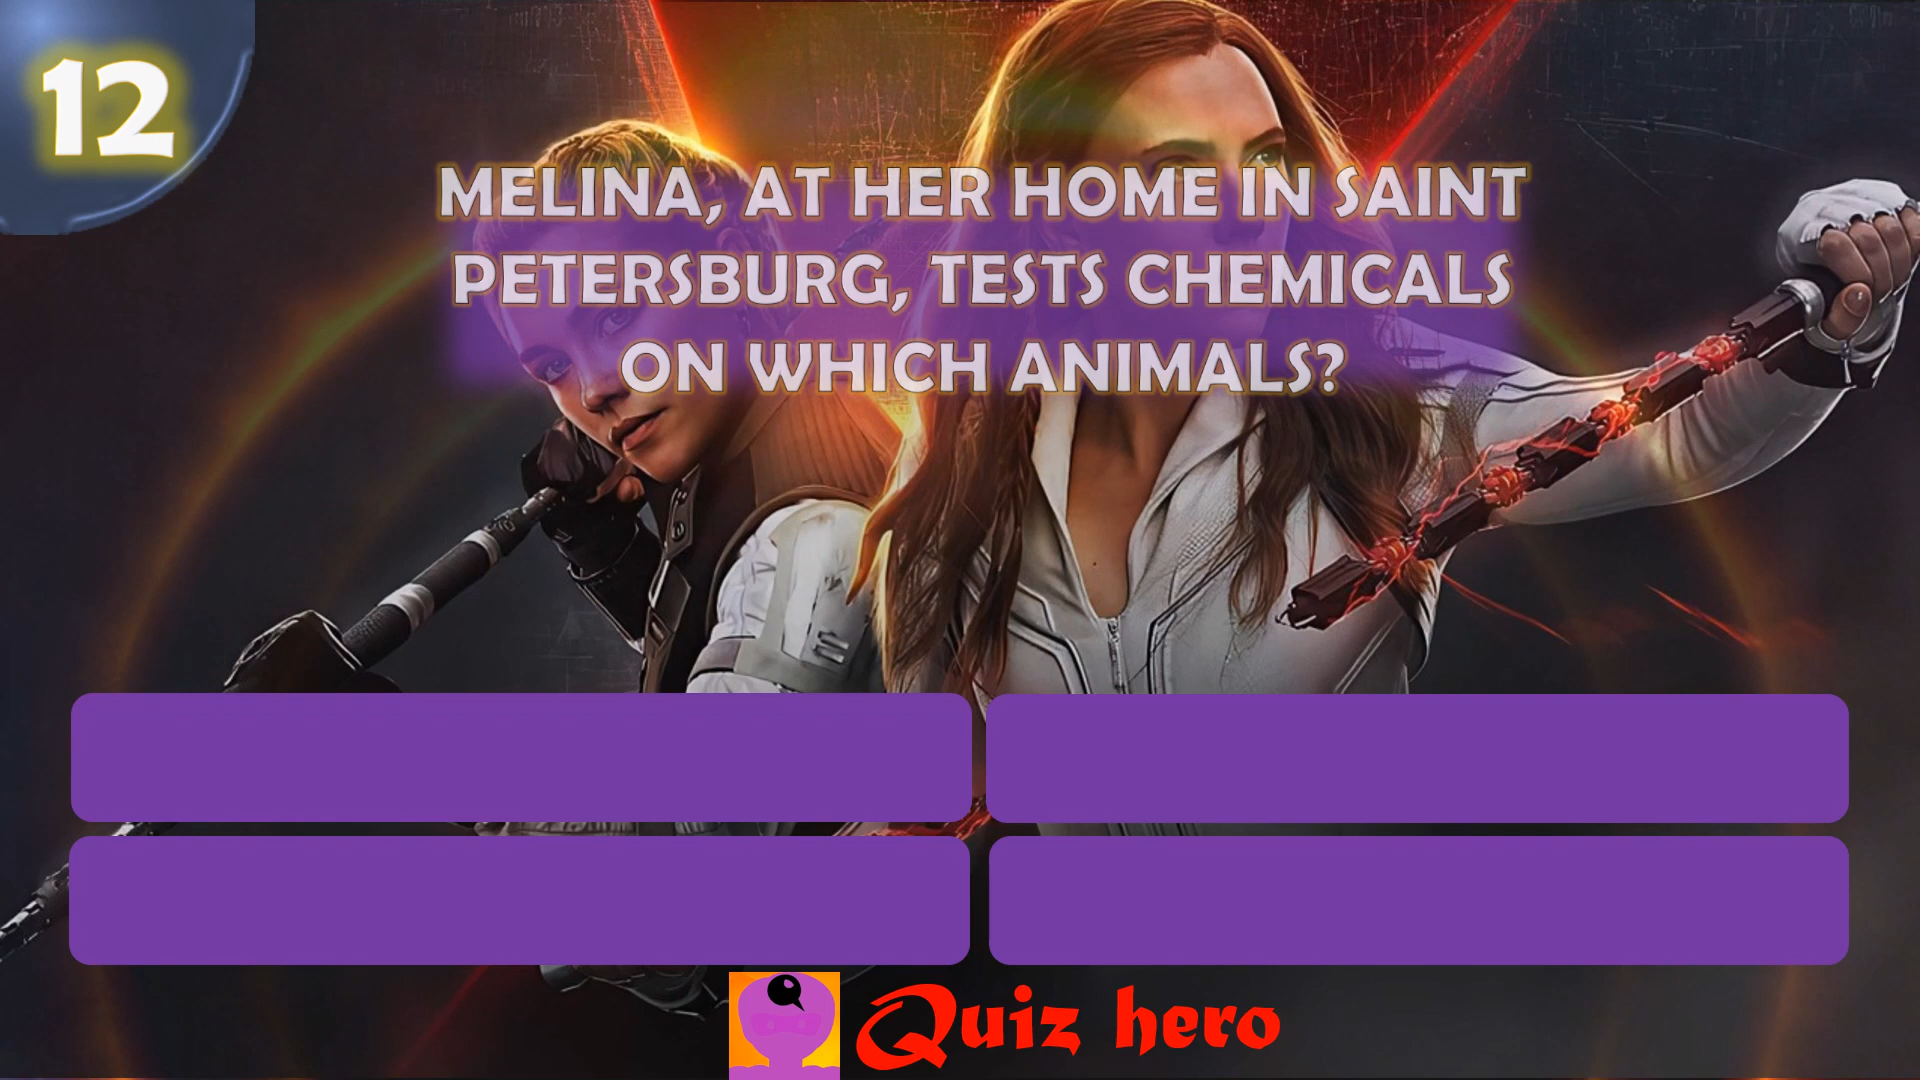 12
MELINA, AT HER HOME IN SAINT
PETERSBURG, TESTS CHEMICALS
ON WHICH ANIMALS?
Quiz hero